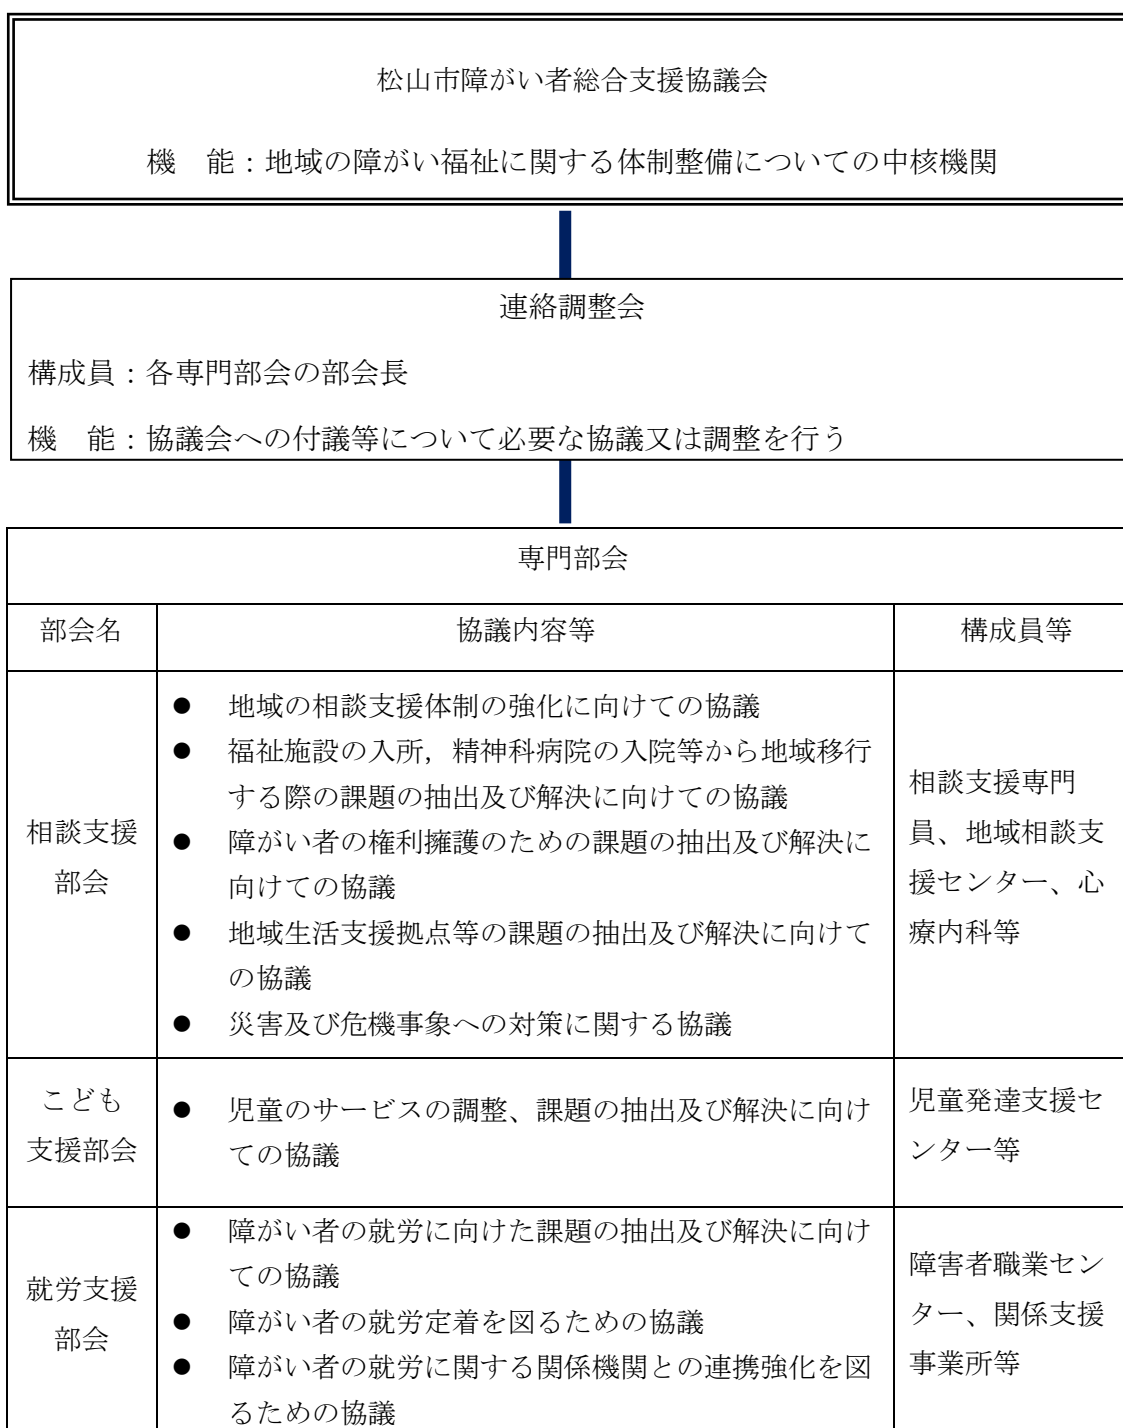 松山市障がい者総合支援協議会
機　能：地域の障がい福祉に関する体制整備についての中核機関
連絡調整会
構成員：各専門部会の部会長
機　能：協議会への付議等について必要な協議又は調整を行う
専門部会
部会名
協議内容等
構成員等
相談支援
部会
● 地域の相談支援体制の強化に向けての協議
● 福祉施設の入所，精神科病院の入院等から地域移行
する際の課題の抽出及び解決に向けての協議
● 障がい者の権利擁護のための課題の抽出及び解決に
向けての協議
● 地域生活支援拠点等の課題の抽出及び解決に向けて
の協議
● 災害及び危機事象への対策に関する協議
相談支援専門
員、地域相談支
援センター、心
療内科等
こども
支援部会
● 児童のサービスの調整、課題の抽出及び解決に向け
ての協議
児童発達支援セ
ンター等
就労支援
部会
● 障がい者の就労に向けた課題の抽出及び解決に向け
ての協議
● 障がい者の就労定着を図るための協議
● 障がい者の就労に関する関係機関との連携強化を図
るための協議
障害者職業セン
ター、関係支援
事業所等